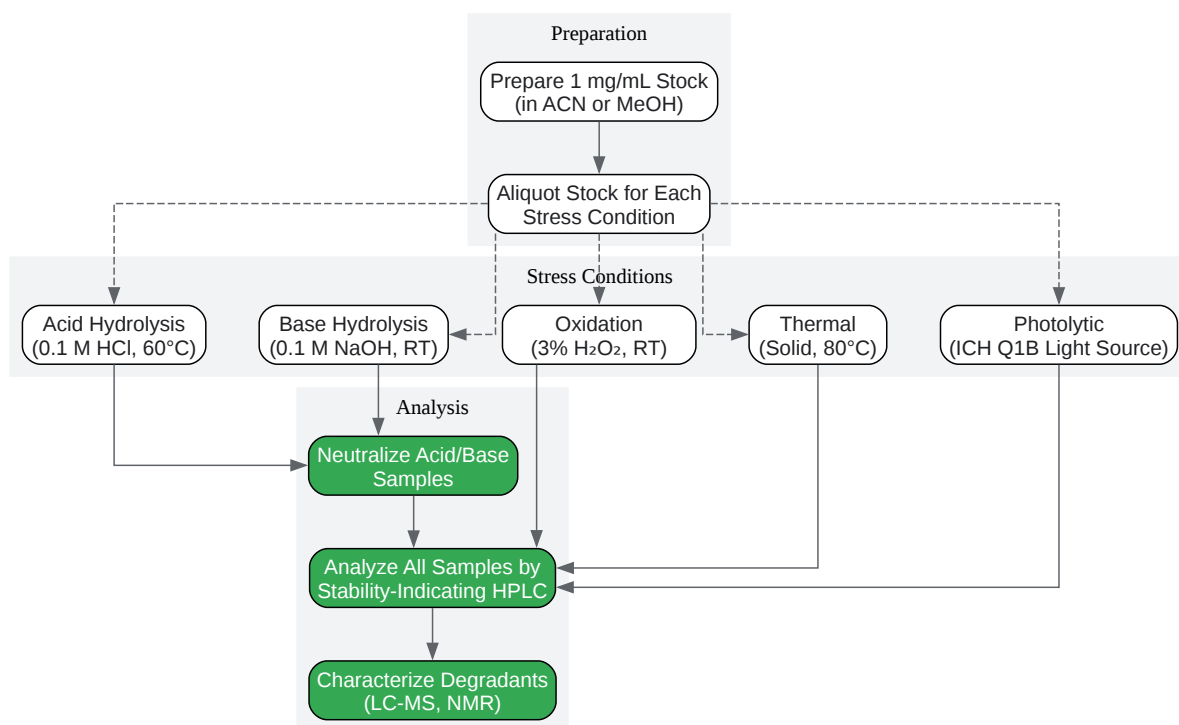 Preparation
Prepare 1 mg/mL Stock
(in ACN or MeOH)
Aliquot Stock for Each
Stress Condition
Stress Conditions
Acid Hydrolysis
(0.1 M HCl, 60°C)
Base Hydrolysis
(0.1 M NaOH, RT)
Oxidation
(3% H₂O₂, RT)
Thermal
(Solid, 80°C)
Photolytic
(ICH Q1B Light Source)
Analysis
Neutralize Acid/Base
Samples
Analyze All Samples by
Stability-Indicating HPLC
Characterize Degradants
(LC-MS, NMR)